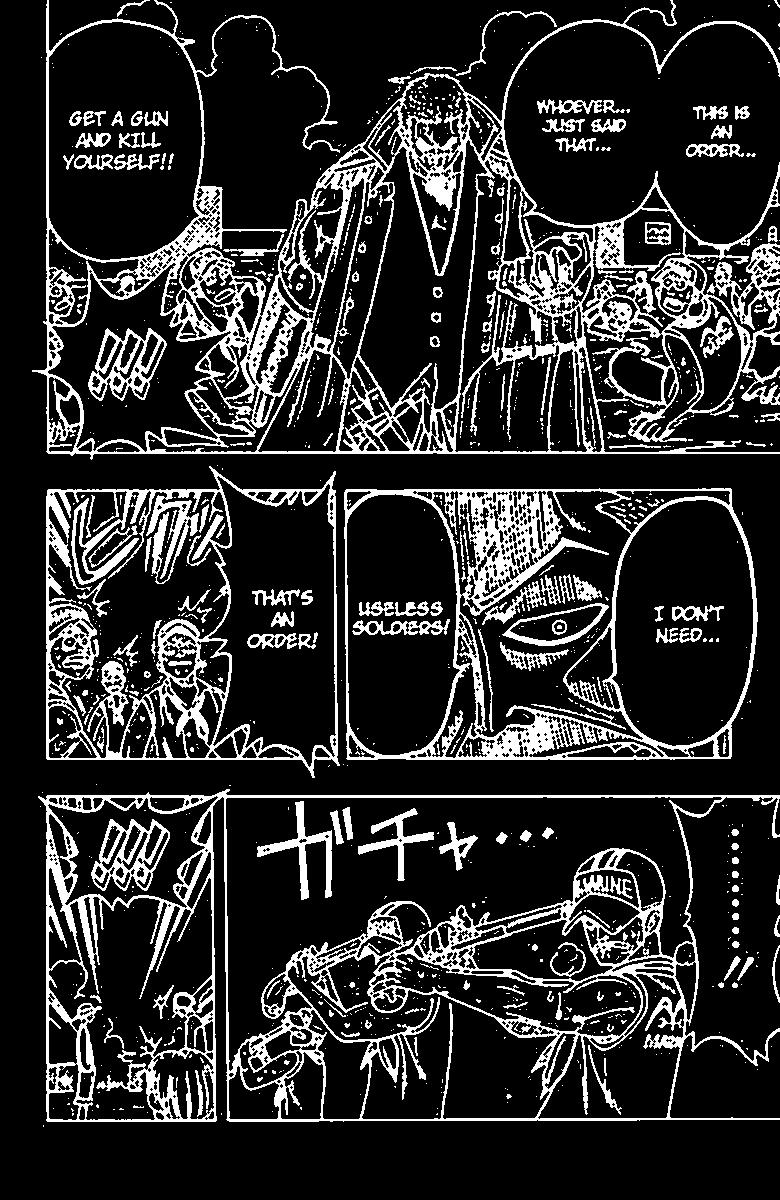 THIS IS
AN
ORDER...
WHOEVER...
JUST SAID
THAT...
GET A GUN
AND KILL
YOURSELF!!
!!!
I DON'T
NEED...
USELESS
SOLDIERS!
THAT'S
AN
ORDER!
..........!!
ガチャ...
MARINE
!!!